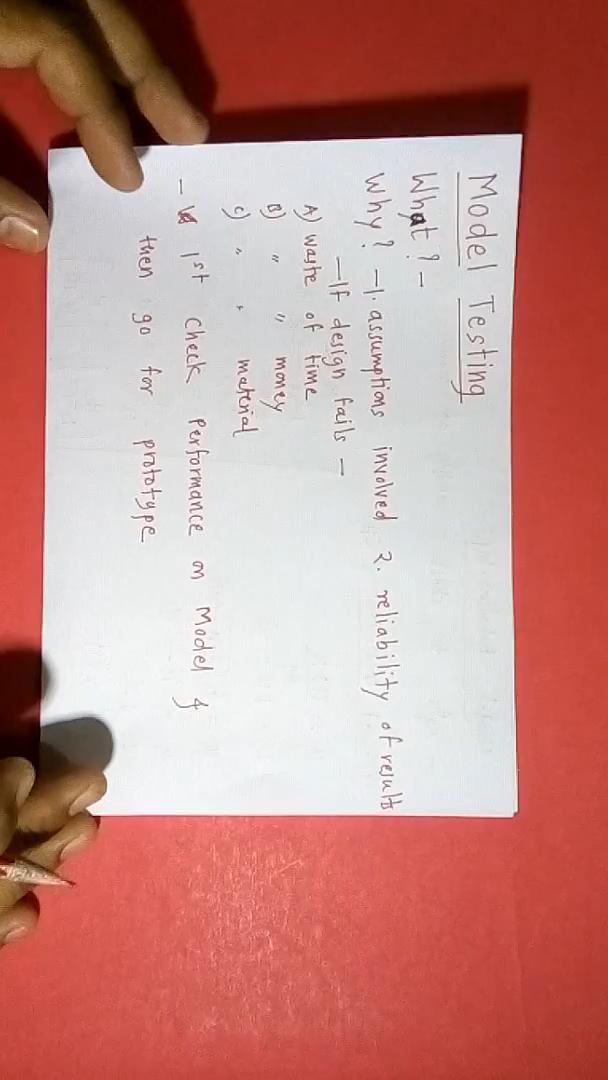 Model Testing
What? -
Why? - 1. assumptions involved 2. reliability of results
- If design fails -
A) waste of time
B) " " money
C) " " material
- 1st check performance on Model &
then go for prototype